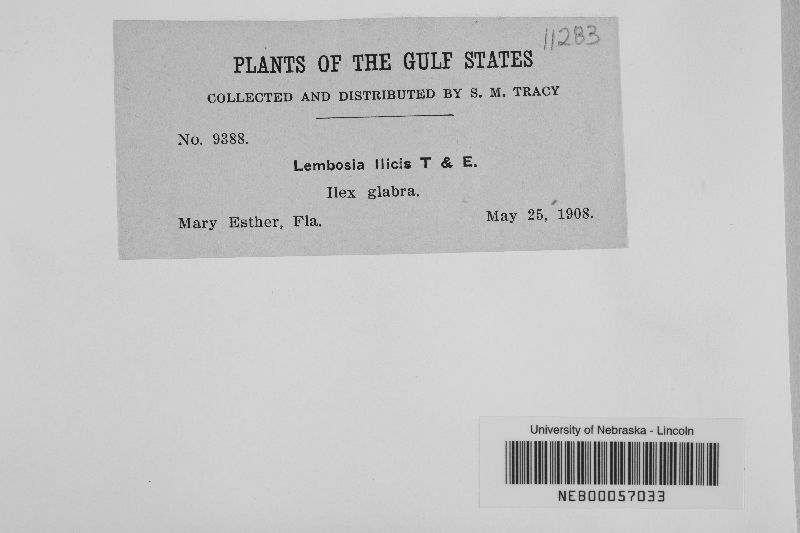 11283
PLANTS OF THE GULF STATES
COLLECTED AND DISTRIBUTED BY S. M. TRACY
No. 9388.
Lembosia Ilicis T & E.
Ilex glabra.
Mary Esther, Fla. May 25, 1908.
University of Nebraska - Lincoln
NEB00057033